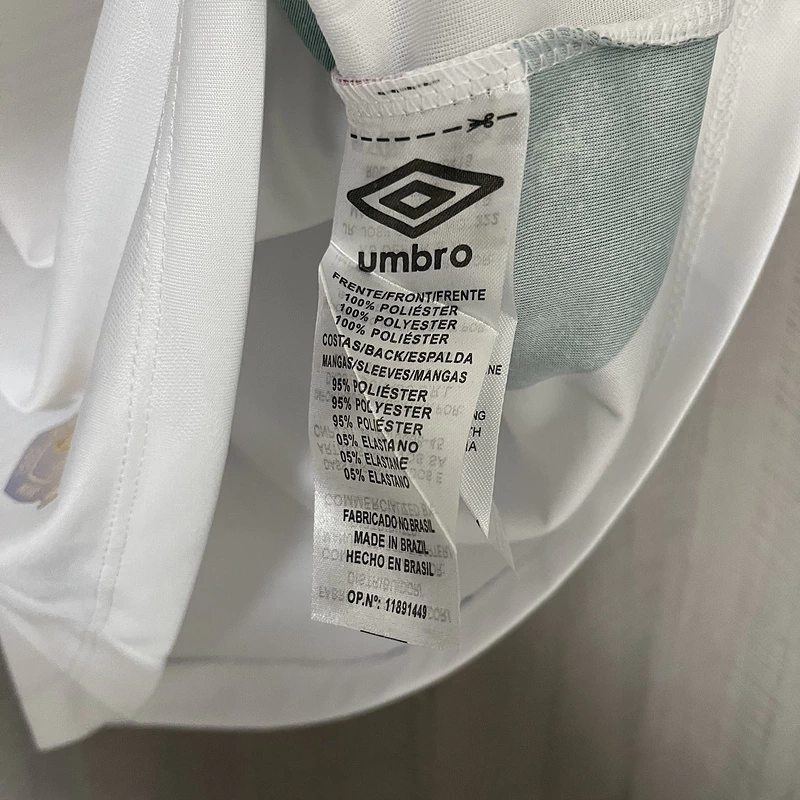 umbro
FRENTE/FRONT/FRENTE
100% POLIÉSTER
100% POLYESTER
100% POLIÉSTER
COSTAS/BACK/ESPALDA
MANGAS/SLEEVES/MANGAS
95% POLIÉSTER
95% POLYESTER
95% POLIÉSTER
05% ELASTANO
05% ELASTANE
05% ELASTANO
FABRICADO NO BRASIL
MADE IN BRAZIL
HECHO EN BRASIL
OP.Nº: 11891449